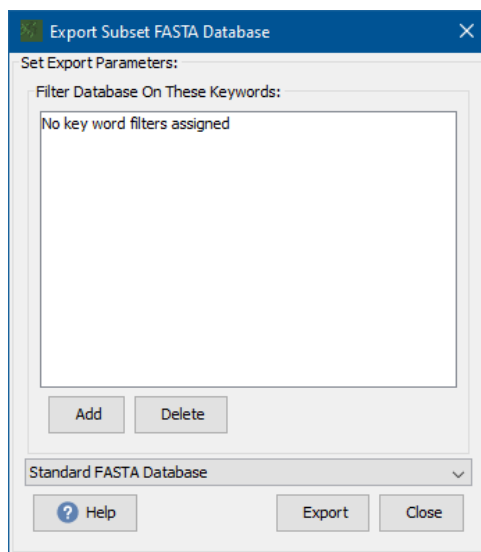 Export Subset FASTA Database
Set Export Parameters:
Filter Database On These Keywords:
No key word filters assigned
Add Delete
Standard FASTA Database
? Help Export Close